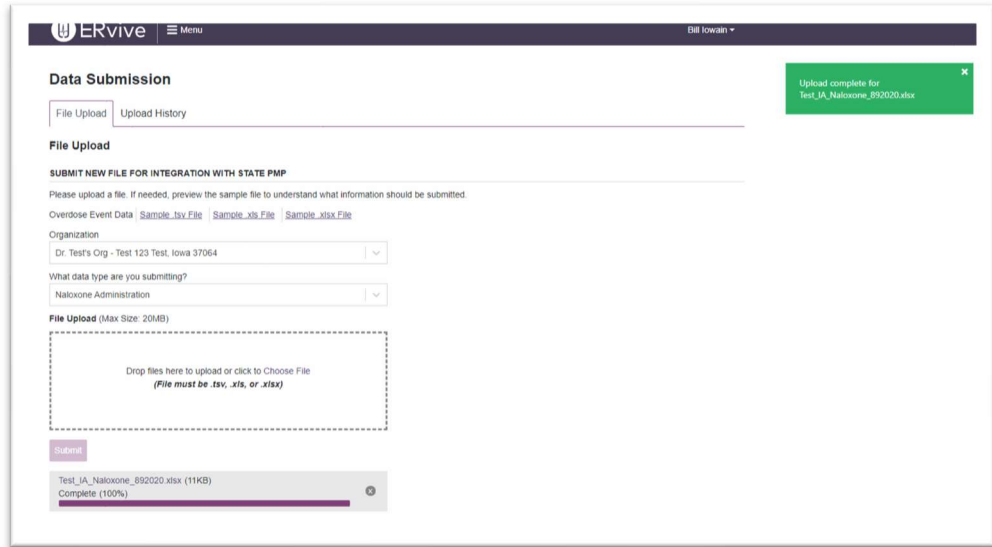 ERvive
Menu
Bill Iowain
Upload complete for
Test_IA_Naloxone_892020.xlsx
Data Submission
File Upload
Upload History
File Upload
SUBMIT NEW FILE FOR INTEGRATION WITH STATE PMP
Please upload a file. If needed, preview the sample file to understand what information should be submitted.
Overdose Event Data Sample .tsv File Sample .xls File Sample .xlsx File
Organization
Dr. Test's Org - Test 123 Test, Iowa 37064
What data type are you submitting?
Naloxone Administration
File Upload (Max Size: 20MB)
Drop files here to upload or click to Choose File
(File must be .tsv, .xls, or .xlsx)
Submit
Test_IA_Naloxone_892020.xlsx (11KB)
Complete (100%)